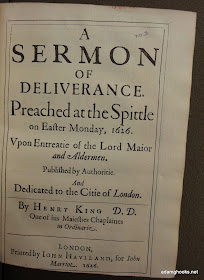 A
SERMON
OF
DELIVERANCE.
Preached at the Spittle
on Easter Monday, 1626.
Vpon Entreatie of the Lord Maior
and Aldermen.
Published by Authoritie.
And
Dedicated to the Citie of London.
By HENRY KING D. D.
One of his Maiesties Chaplaines
in Ordinarie.
LONDON,
Printed by IOHN HAVILAND, for Iohn
Marriot. 1626.
adamghooks.net